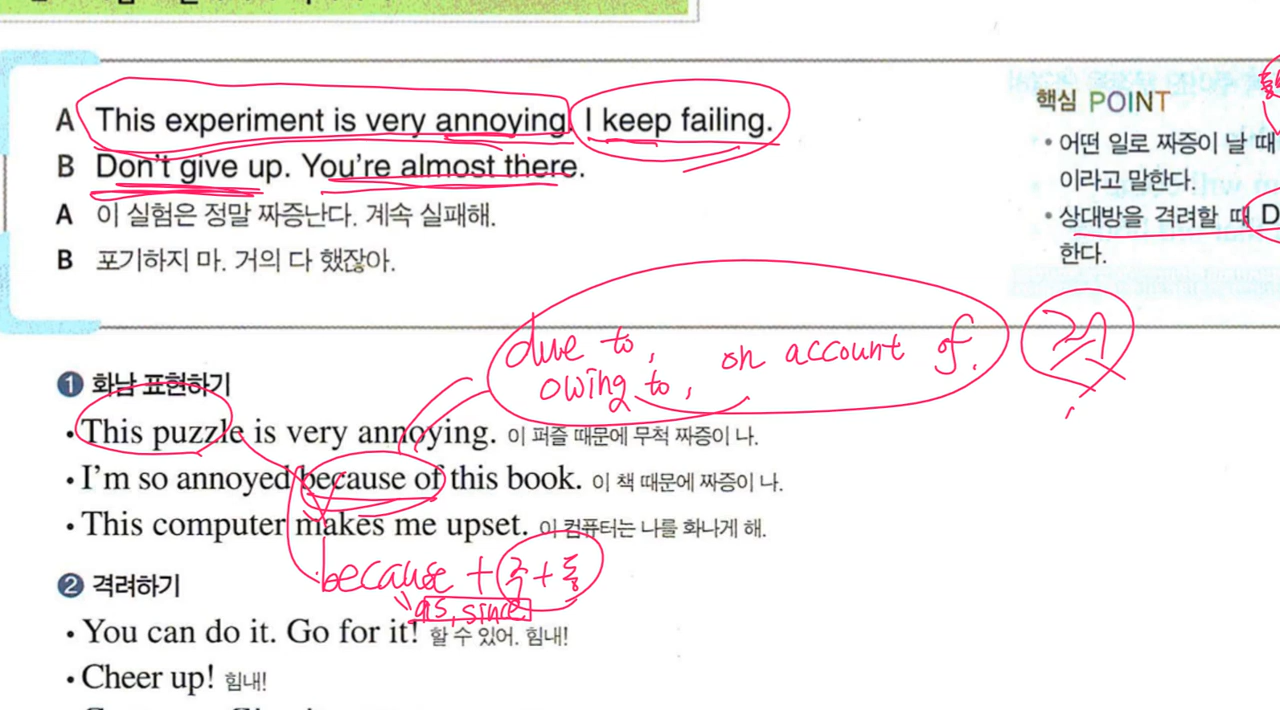 A This experiment is very annoying. I keep failing.
B Don't give up. You're almost there.
A 이 실험은 정말 짜증난다. 계속 실패해.
B 포기하지 마. 거의 다 했잖아.
핵심 POINT
• 어떤 일로 짜증이 날 때
이라고 말한다.
• 상대방을 격려할 때 D
한다.
due to, on account of.
owing to,
❶ 화남 표현하기
• This puzzle is very annoying. 이 퍼즐 때문에 무척 짜증이 나.
• I'm so annoyed because of this book. 이 책 때문에 짜증이 나.
• This computer makes me upset. 이 컴퓨터는 나를 화나게 해.
because + 주 + 동
as, since.
❷ 격려하기
• You can do it. Go for it! 할 수 있어. 힘내!
• Cheer up! 힘내!